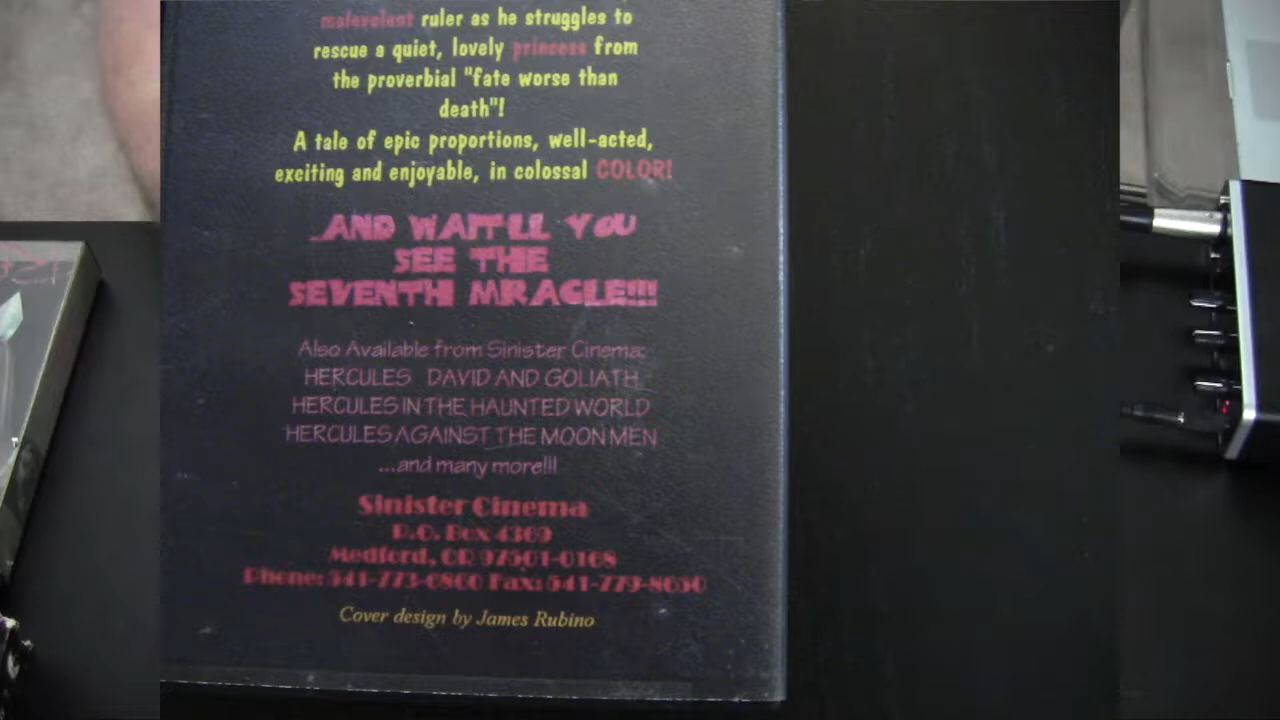 malevolent ruler as he struggles to
rescue a quiet, lovely princess from
the proverbial "fate worse than
death"!
A tale of epic proportions, well-acted,
exciting and enjoyable, in colossal COLOR!
...AND WAIT'LL YOU
SEE THE
SEVENTH MIRACLE!!!
Also Available from Sinister Cinema:
HERCULES DAVID AND GOLIATH
HERCULES IN THE HAUNTED WORLD
HERCULES AGAINST THE MOON MEN
...and many more!!!
Sinister Cinema
P.O. Box 4369
Medford, OR 97501-0168
Phone: 541-773-6860 Fax: 541-779-8650
Cover design by James Rubino